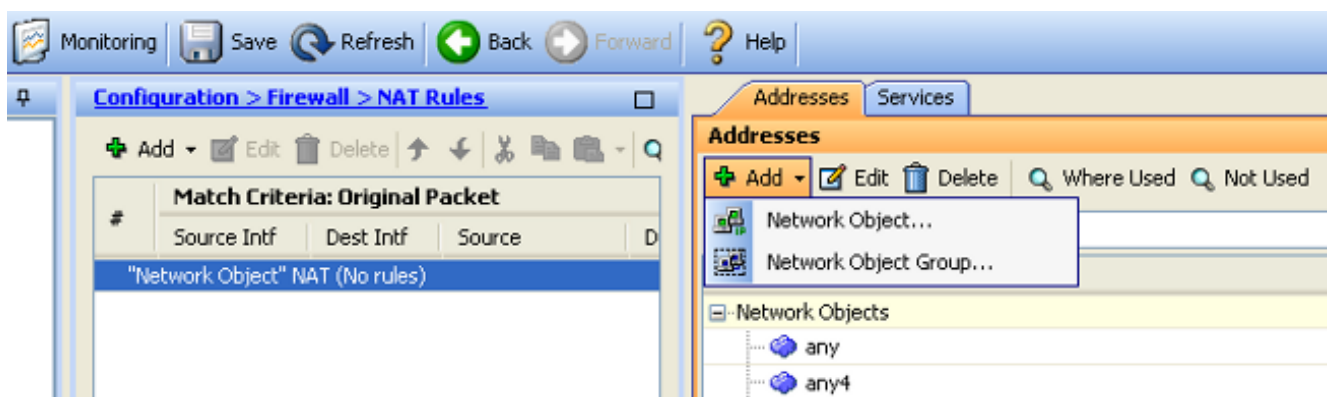 Monitoring Save Refresh Back Forward Help
Configuration > Firewall > NAT Rules
Add Edit Delete
# Match Criteria: Original Packet
Source Intf Dest Intf Source D
"Network Object" NAT (No rules)
Addresses Services
Addresses
Add Edit Delete Where Used Not Used
Network Object...
Network Object Group...
Network Objects
any
any4